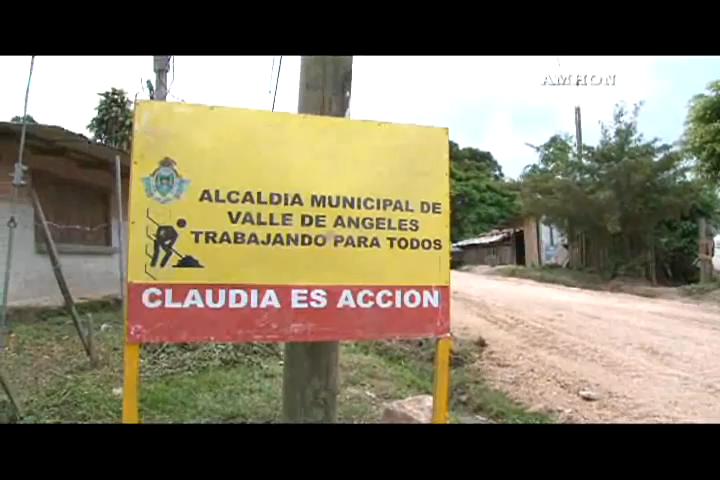 AMHON
ALCALDIA MUNICIPAL DE
VALLE DE ANGELES
TRABAJANDO PARA TODOS
CLAUDIA ES ACCION